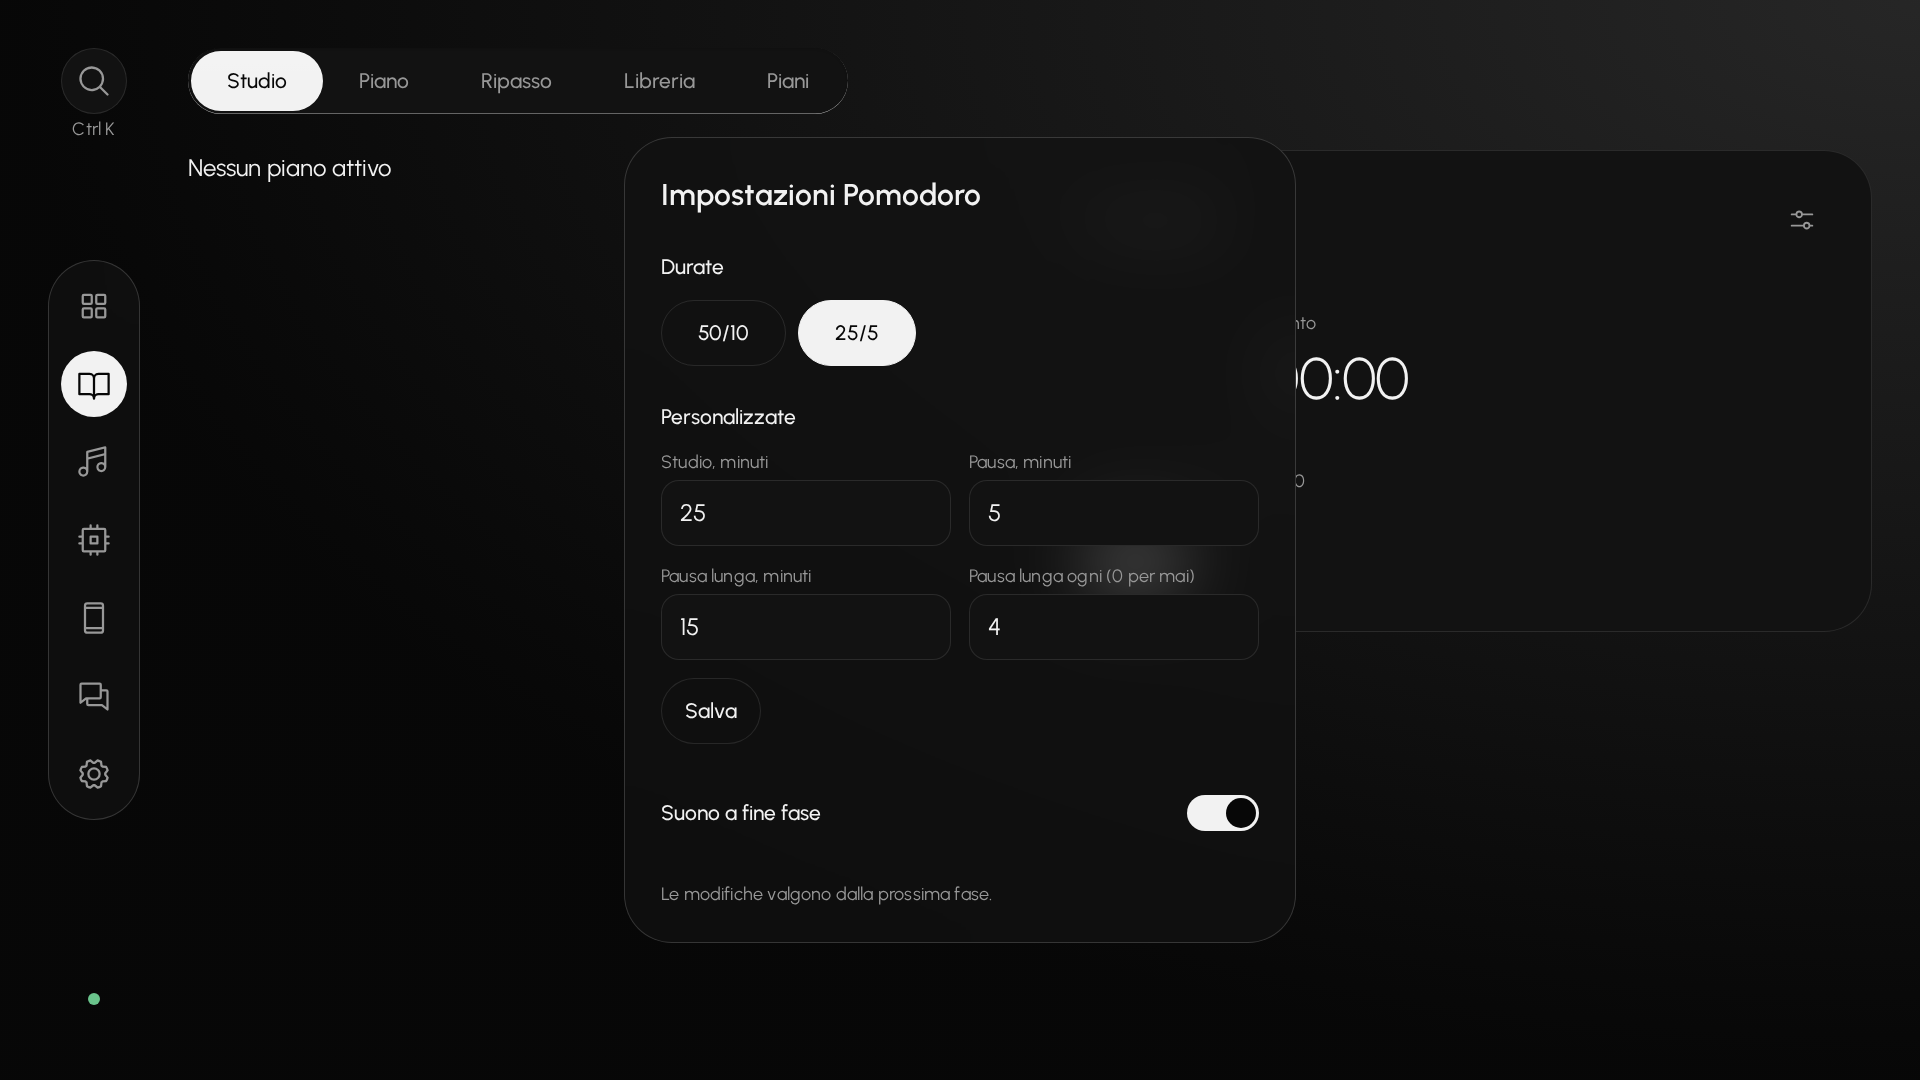 Studio
Piano
Ripasso
Libreria
Piani
Ctrl K
Nessun piano attivo
Impostazioni Pomodoro
Durate
50/10
25/5
Personalizzate
Studio, minuti
Pausa, minuti
25
5
Pausa lunga, minuti
Pausa lunga ogni (0 per mai)
15
4
Salva
Suono a fine fase
Le modifiche valgono dalla prossima fase.
0:00